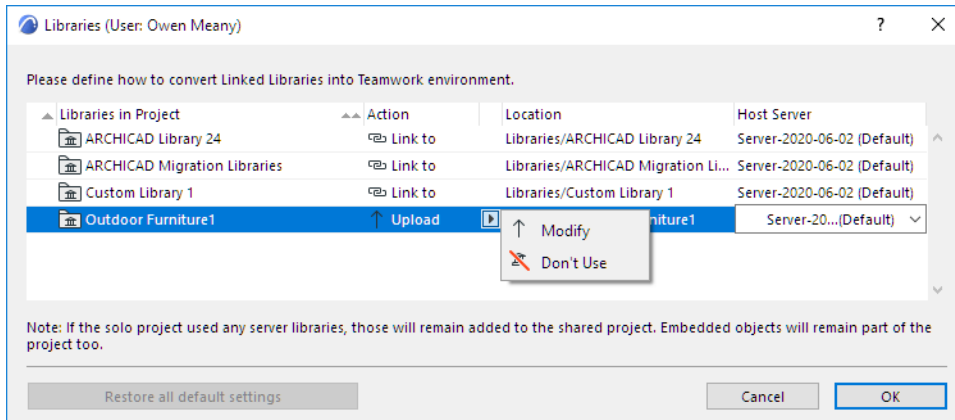 Libraries (User: Owen Meany) ?
Please define how to convert Linked Libraries into Teamwork environment.
Libraries in Project Action Location Host Server
ARCHICAD Library 24 Link to Libraries/ARCHICAD Library 24 Server-2020-06-02 (Default)
ARCHICAD Migration Libraries Link to Libraries/ARCHICAD Migration Li... Server-2020-06-02 (Default)
Custom Library 1 Link to Libraries/Custom Library 1 Server-2020-06-02 (Default)
Outdoor Furniture1 Upload niture1 Server-20...(Default)
Modify
Don't Use
Note: If the solo project used any server libraries, those will remain added to the shared project. Embedded objects will remain part of the
project too.
Restore all default settings Cancel OK